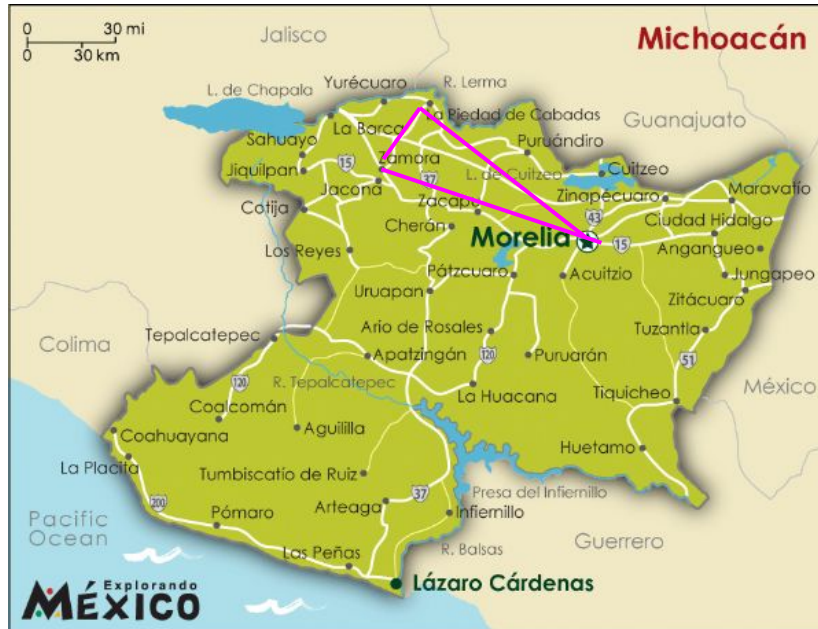 0 30 mi
0 30 km
Jalisco
Michoacán
L. de Chapala
Yurécuaro
R. Lerma
La Piedad de Cabadas
La Barca
Guanajuato
Sahuayo
Puruándiro
15
Zamora
Jiquilpan
37
L. de Cuitzeo
Cuitzeo
Jacona
Zinapécuaro
Maravatío
Cotija
Zacapu
43
Ciudad Hidalgo
Cherán
Morelia
15
Angangueo
Los Reyes
Pátzcuaro
Acuitzio
Jungapeo
Uruapan
Zitácuaro
Tepalcatepec
Ario de Rosales
Tuzantla
Colima
Apatzingán
120
Puruarán
51
México
120
R. Tepalcatepec
La Huacana
Tiquicheo
Coalcomán
Coahuayana
Aguililla
Huetamo
La Placita
Tumbiscatío de Ruiz
200
37
Presa del Infiernillo
Pómaro
Arteaga
Infiernillo
Pacific
Ocean
Guerrero
Las Peñas
R. Balsas
Lázaro Cárdenas
Explorando
MÉXICO